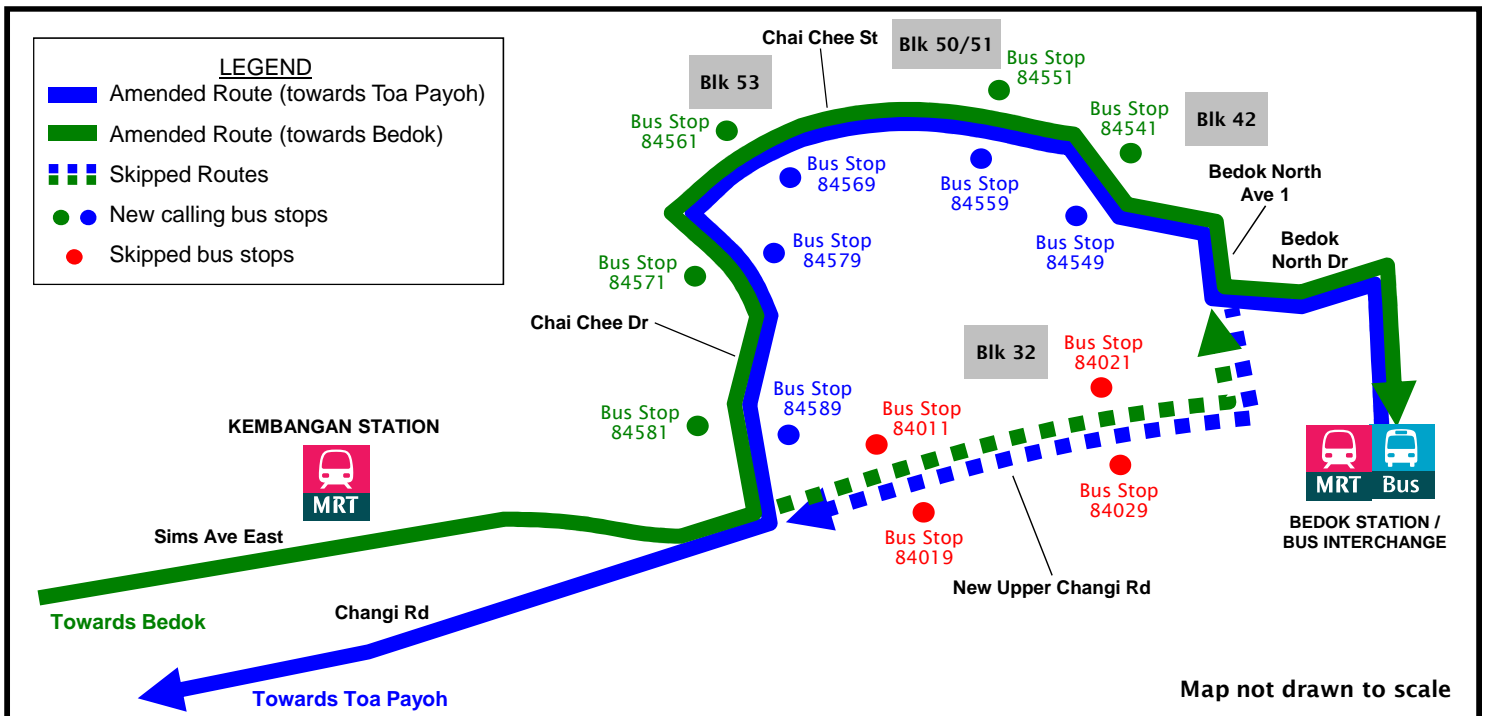 LEGEND
Amended Route (towards Toa Payoh)
Amended Route (towards Bedok)
Skipped Routes
New calling bus stops
Skipped bus stops
Chai Chee St
Blk 50/51
Bus Stop
84551
Blk 53
Bus Stop
84561
Bus Stop
84541
Blk 42
Bus Stop
84569
Bus Stop
84559
Bedok North
Ave 1
Bus Stop
84579
Bus Stop
84549
Bedok
North Dr
Bus Stop
84571
Chai Chee Dr
Blk 32
Bus Stop
84021
Bus Stop
84581
Bus Stop
84589
Bus Stop
84011
KEMBANGAN STATION
MRT
Bus Stop
84029
MRT
Bus
Sims Ave East
Bus Stop
84019
BEDOK STATION /
BUS INTERCHANGE
New Upper Changi Rd
Changi Rd
Towards Bedok
Towards Toa Payoh
Map not drawn to scale